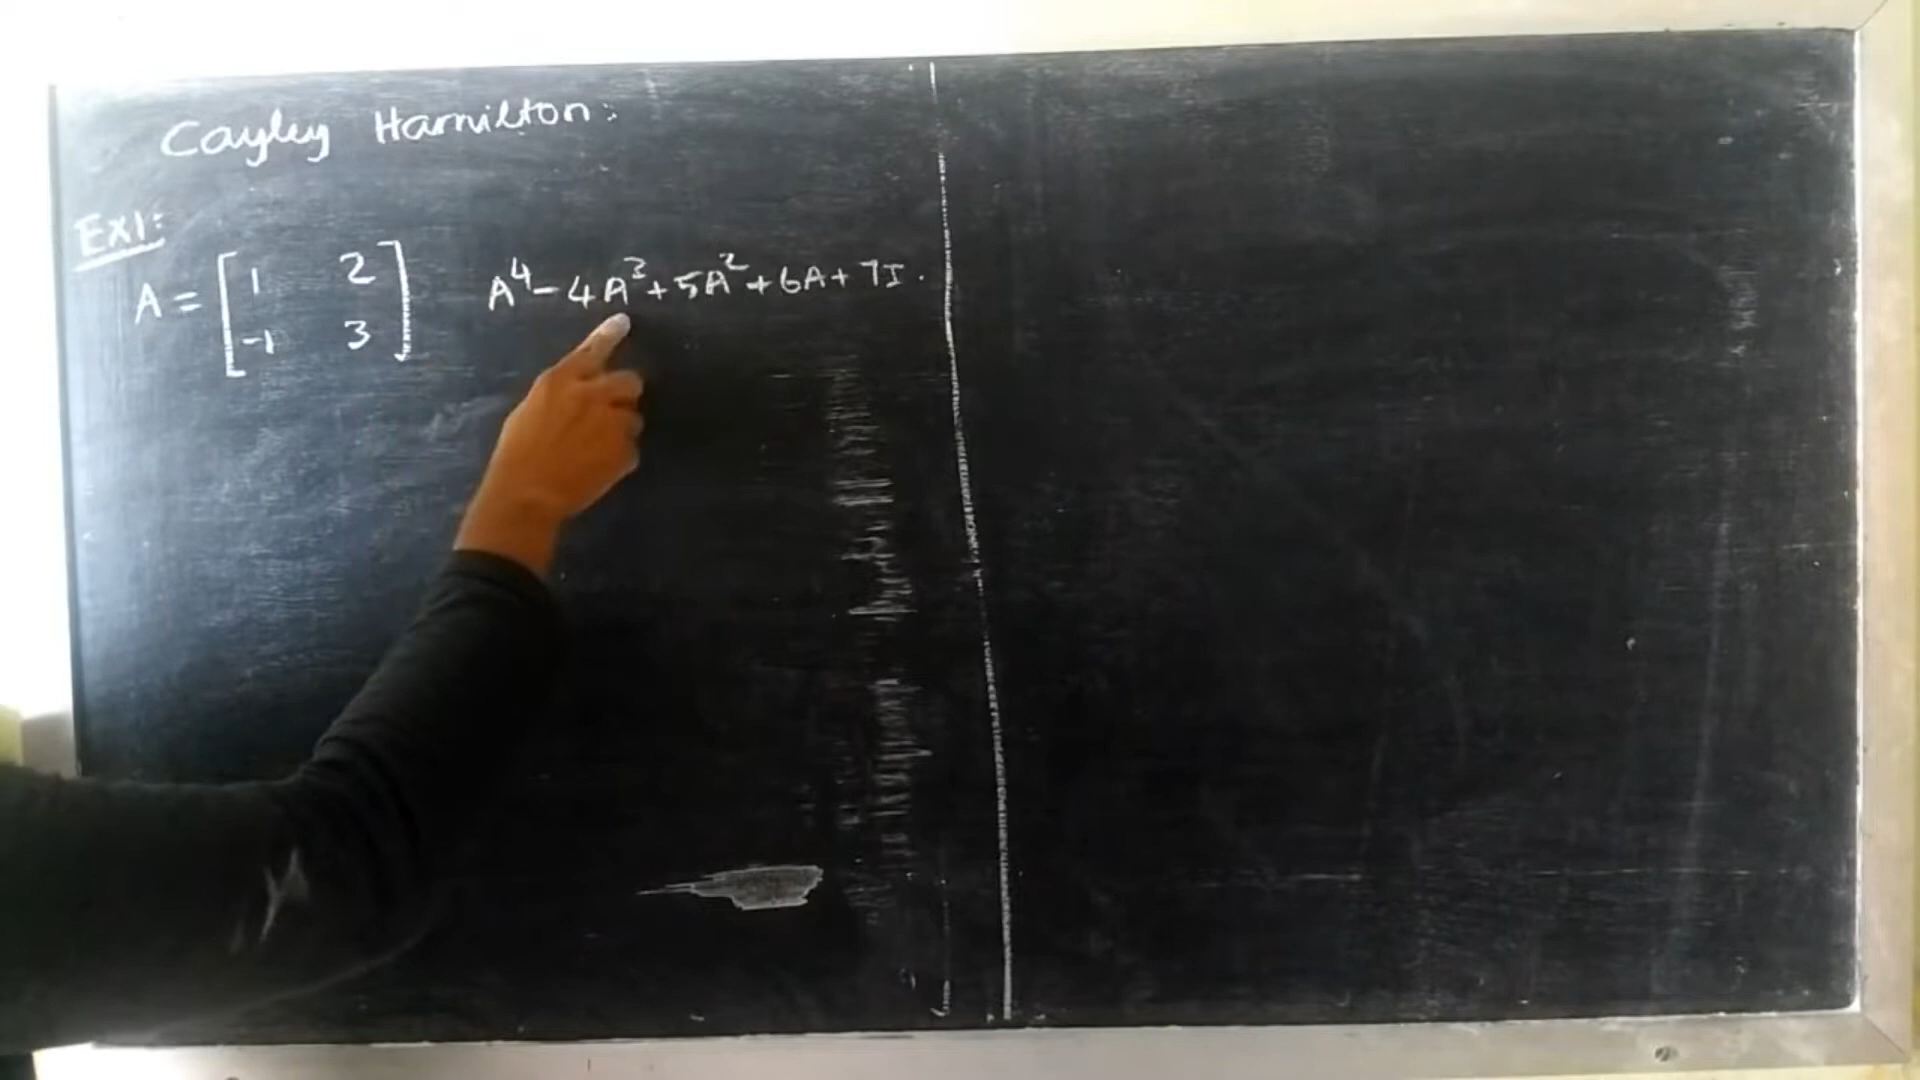 Cayley Hamilton:
Ex1:
A = [1 2
-1 3] A⁴ - 4A³ + 5A² + 6A + 7I.